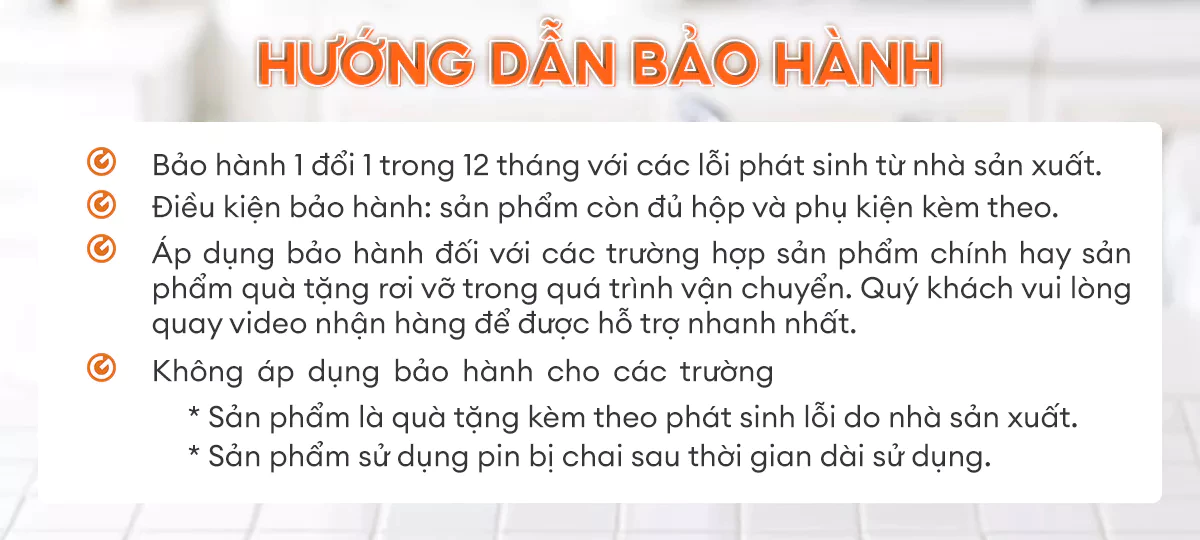 HƯỚNG DẪN BẢO HÀNH
Bảo hành 1 đổi 1 trong 12 tháng với các lỗi phát sinh từ nhà sản xuất.
Điều kiện bảo hành: sản phẩm còn đủ hộp và phụ kiện kèm theo.
Áp dụng bảo hành đối với các trường hợp sản phẩm chính hay sản
phẩm quà tặng rơi vỡ trong quá trình vận chuyển. Quý khách vui lòng
quay video nhận hàng để được hỗ trợ nhanh nhất.
Không áp dụng bảo hành cho các trường
* Sản phẩm là quà tặng kèm theo phát sinh lỗi do nhà sản xuất.
* Sản phẩm sử dụng pin bị chai sau thời gian dài sử dụng.